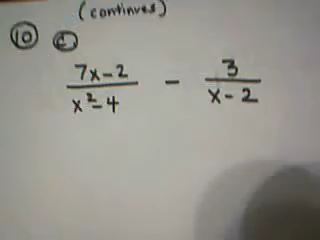 (continues)
10 c
7x-2 / x²-4 - 3 / x-2